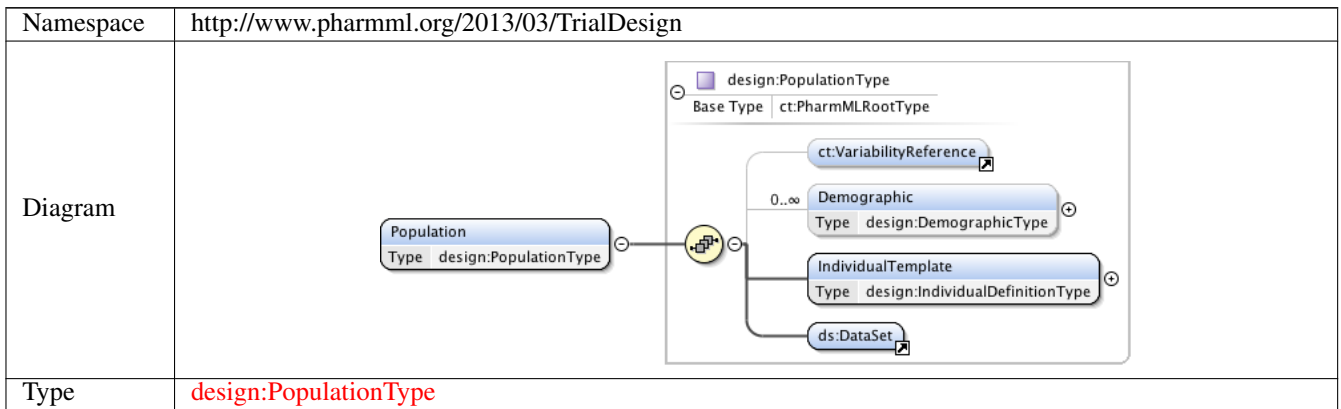 Namespace http://www.pharmml.org/2013/03/TrialDesign
Diagram
design:PopulationType
Base Type ct:PharmMLRootType
ct:VariabilityReference
0..∞ Demographic
Type design:DemographicType
Population
Type design:PopulationType
IndividualTemplate
Type design:IndividualDefinitionType
ds:DataSet
Type design:PopulationType